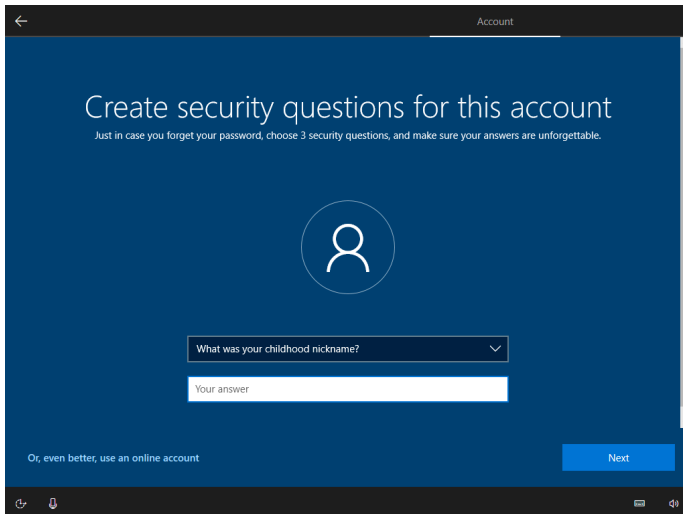 Account
Create security questions for this account
Just in case you forget your password, choose 3 security questions, and make sure your answers are unforgettable.
What was your childhood nickname?
Your answer
Or, even better, use an online account
Next